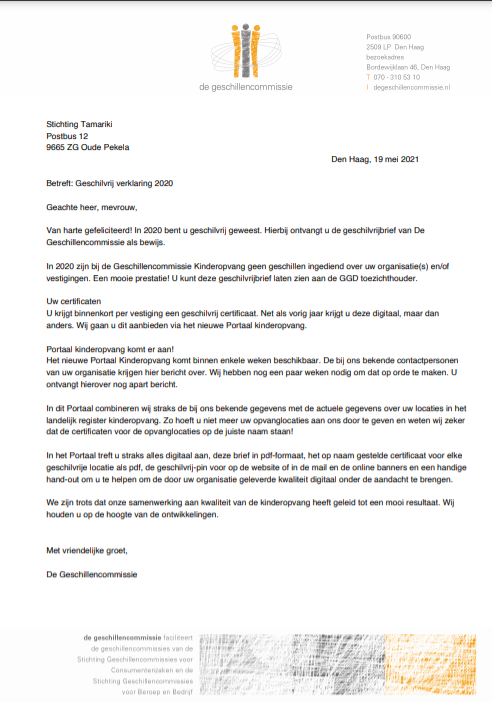 de geschillencommissie
Postbus 90600
2509 LP Den Haag
bezoekadres
Bordewijklaan 46, Den Haag
T 070 - 310 53 10
I degeschillencommissie.nl
Stichting Tamariki
Postbus 12
9665 ZG Oude Pekela
Den Haag, 19 mei 2021
Betreft: Geschilvrij verklaring 2020
Geachte heer, mevrouw,
Van harte gefeliciteerd! In 2020 bent u geschilvrij geweest. Hierbij ontvangt u de geschilvrijbrief van De
Geschillencommissie als bewijs.
In 2020 zijn bij de Geschillencommissie Kinderopvang geen geschillen ingediend over uw organisatie(s) en/of
vestigingen. Een mooie prestatie! U kunt deze geschilvrijbrief laten zien aan de GGD toezichthouder.
Uw certificaten
U krijgt binnenkort per vestiging een geschilvrij certificaat. Net als vorig jaar krijgt u deze digitaal, maar dan
anders. Wij gaan u dit aanbieden via het nieuwe Portaal kinderopvang.
Portaal kinderopvang komt er aan!
Het nieuwe Portaal Kinderopvang komt binnen enkele weken beschikbaar. De bij ons bekende contactpersonen
van uw organisatie krijgen hier bericht over. Wij hebben nog een paar weken nodig om dat op orde te maken. U
ontvangt hierover nog apart bericht.
In dit Portaal combineren wij straks de bij ons bekende gegevens met de actuele gegevens over uw locaties in het
landelijk register kinderopvang. Zo hoeft u niet meer uw opvanglocaties aan ons door te geven en weten wij zeker
dat de certificaten voor de opvanglocaties op de juiste naam staan!
In het Portaal treft u straks alles digitaal aan, deze brief in pdf-formaat, het op naam gestelde certificaat voor elke
geschilvrije locatie als pdf, de geschilvrij-pin voor op de website of in de mail en de online banners en een handige
hand-out om u te helpen om de door uw organisatie geleverde kwaliteit digitaal onder de aandacht te brengen.
We zijn trots dat onze samenwerking aan kwaliteit van de kinderopvang heeft geleid tot een mooi resultaat. Wij
houden u op de hoogte van de ontwikkelingen.
Met vriendelijke groet,
De Geschillencommissie
de geschillencommissie faciliteert
de geschillencommissies van de
Stichting Geschillencommissies voor
Consumentenzaken en de
Stichting Geschillencommissies
voor Beroep en Bedrijf